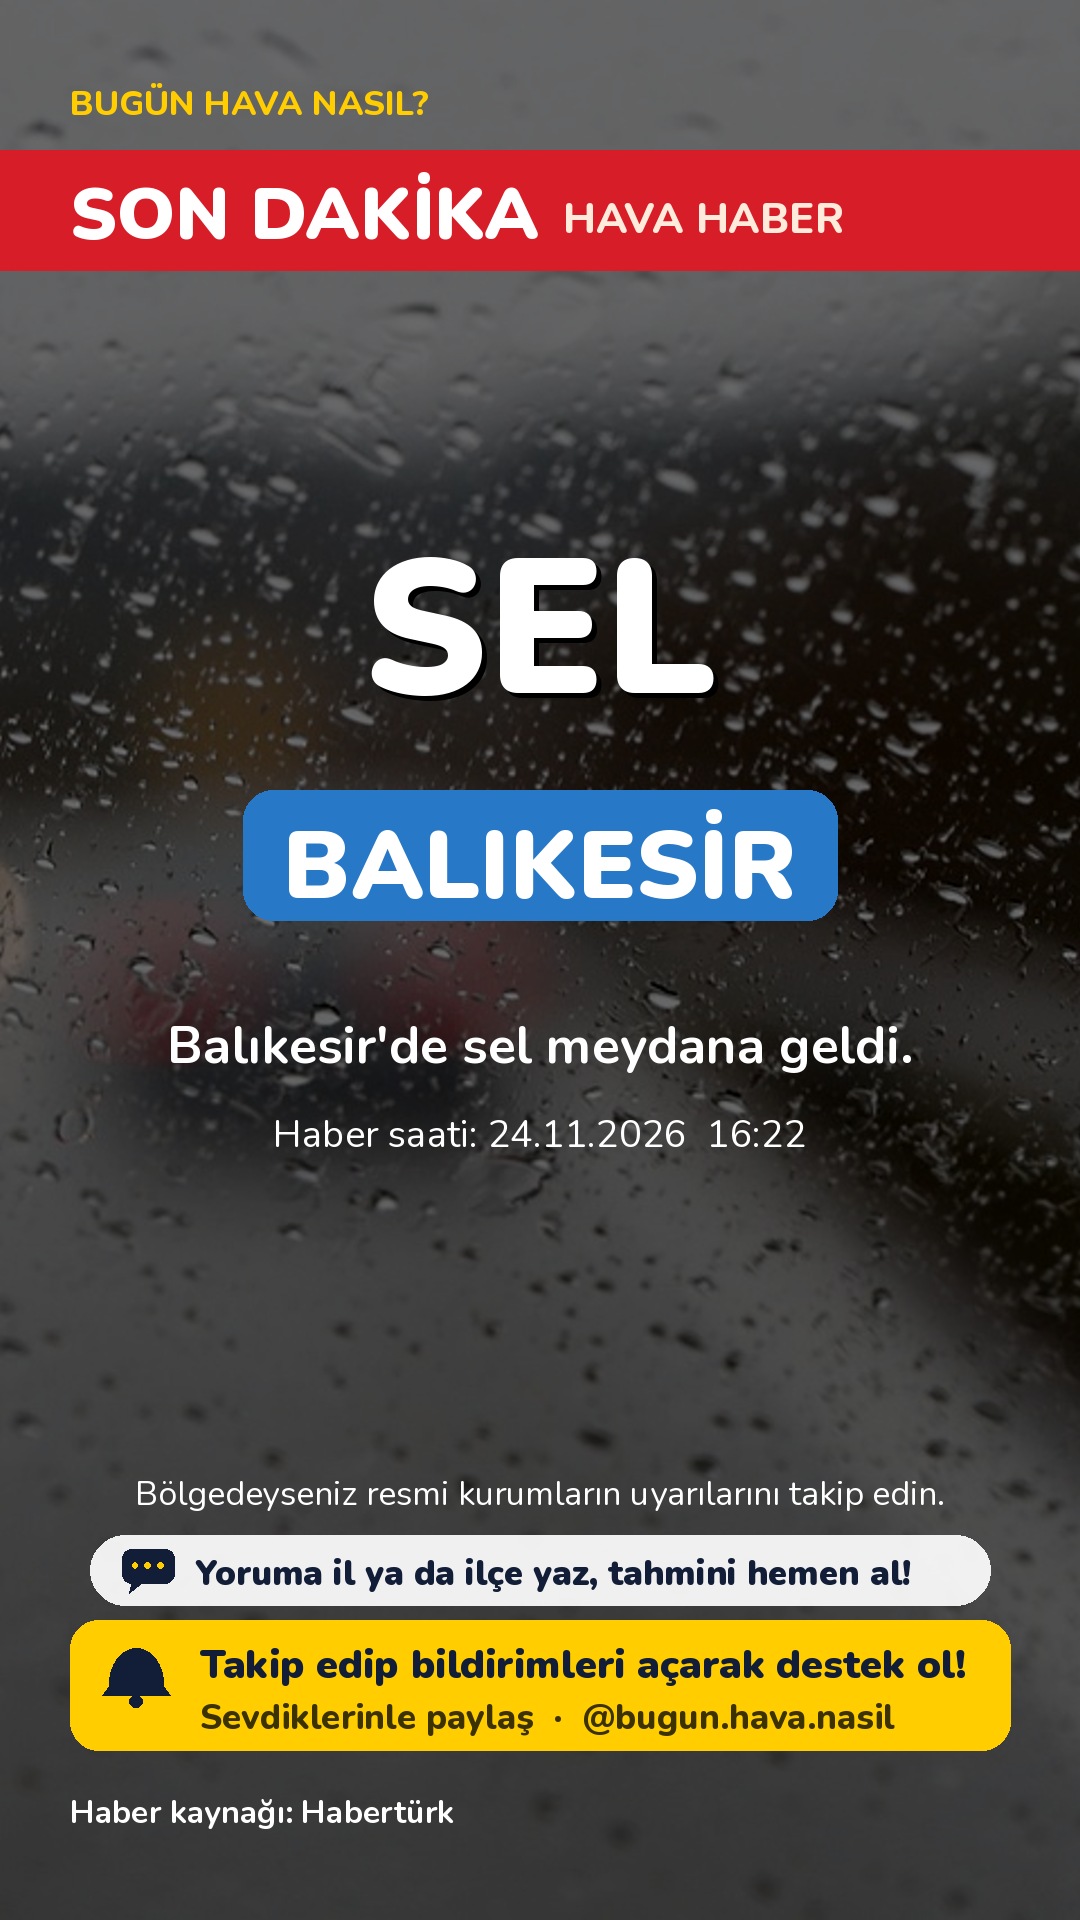 BUGÜN HAVA NASIL?
SON DAKİKA HAVA HABER
SEL
BALIKESİR
Balıkesir'de sel meydana geldi.
Haber saati: 24.11.2026 16:22
Bölgedeyseniz resmi kurumların uyarılarını takip edin.
Yoruma il ya da ilçe yaz, tahmini hemen al!
Takip edip bildirimleri açarak destek ol!
Sevdiklerinle paylaş · @bugun.hava.nasil
Haber kaynağı: Habertürk